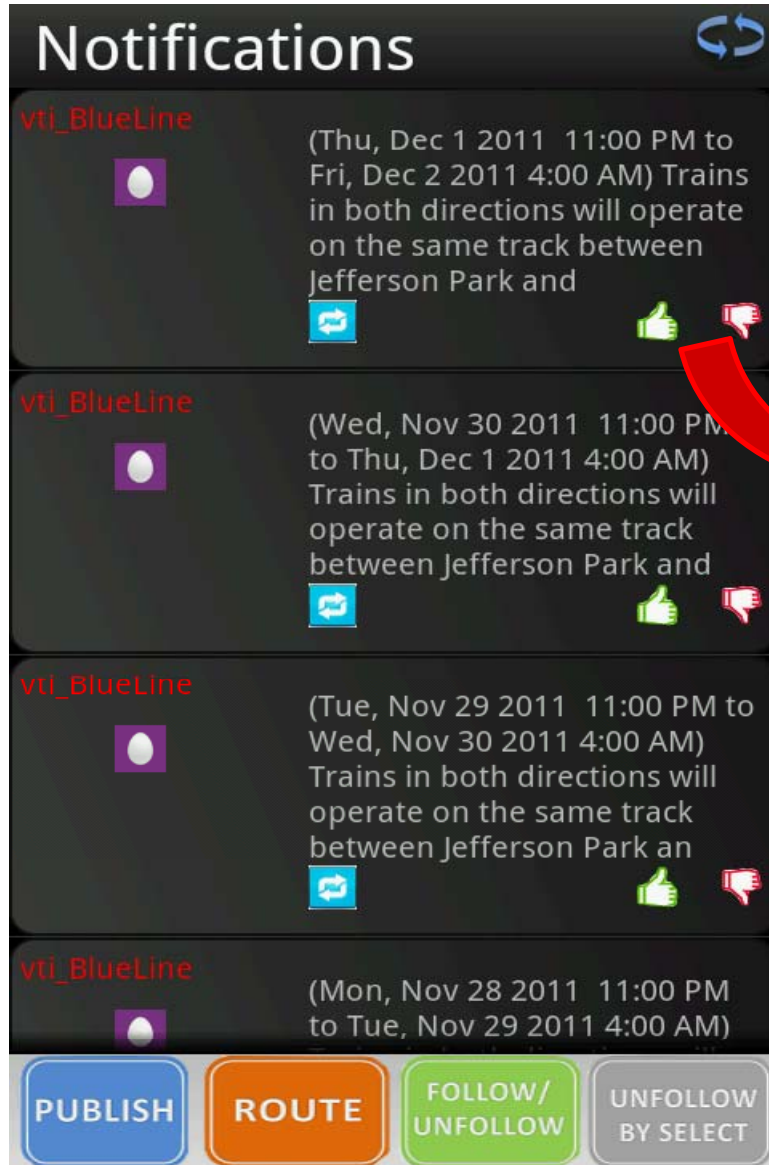 Notifications
vti_BlueLine
(Thu, Dec 1 2011 11:00 PM to
Fri, Dec 2 2011 4:00 AM) Trains
in both directions will operate
on the same track between
Jefferson Park and
vti_BlueLine
(Wed, Nov 30 2011 11:00 PM
to Thu, Dec 1 2011 4:00 AM)
Trains in both directions will
operate on the same track
between Jefferson Park and
vti_BlueLine
(Tue, Nov 29 2011 11:00 PM to
Wed, Nov 30 2011 4:00 AM)
Trains in both directions will
operate on the same track
between Jefferson Park an
vti_BlueLine
(Mon, Nov 28 2011 11:00 PM
to Tue, Nov 29 2011 4:00 AM)
PUBLISH
ROUTE
FOLLOW/
UNFOLLOW
UNFOLLOW
BY SELECT